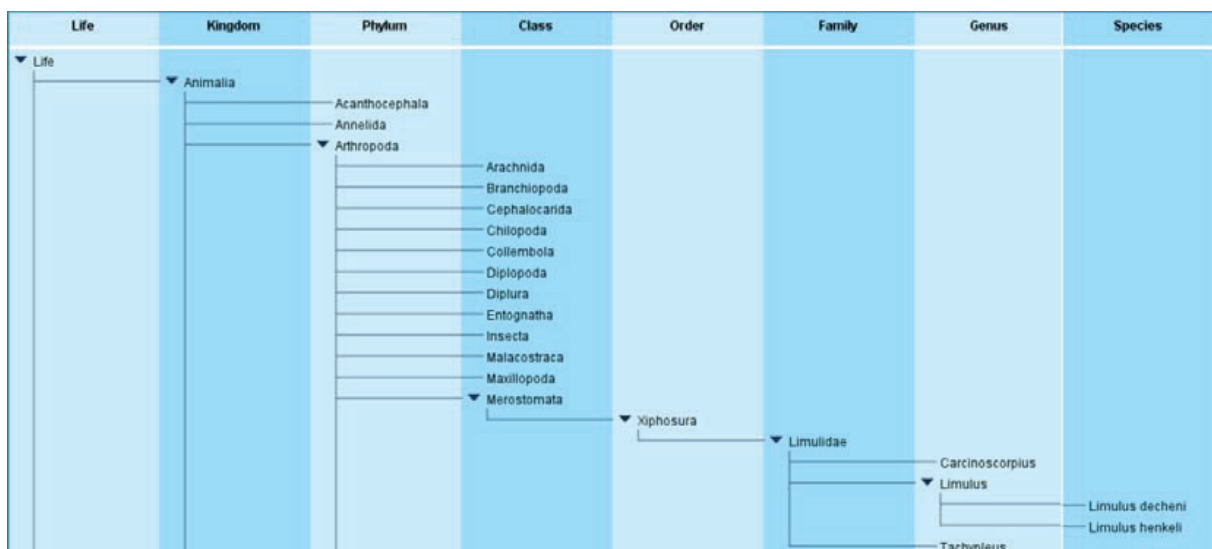 Life Kingdom Phylum Class Order Family Genus Species
Life
Animalia
Acanthocephala
Annelida
Arthropoda
Arachnida
Branchiopoda
Cephalocarida
Chilopoda
Collembola
Diplopoda
Diplura
Entognatha
Insecta
Malacostraca
Maxillopoda
Merostomata
Xiphosura
Limulidae
Carcinoscorpius
Limulus
Limulus decheni
Limulus henkeli
Tachypleus